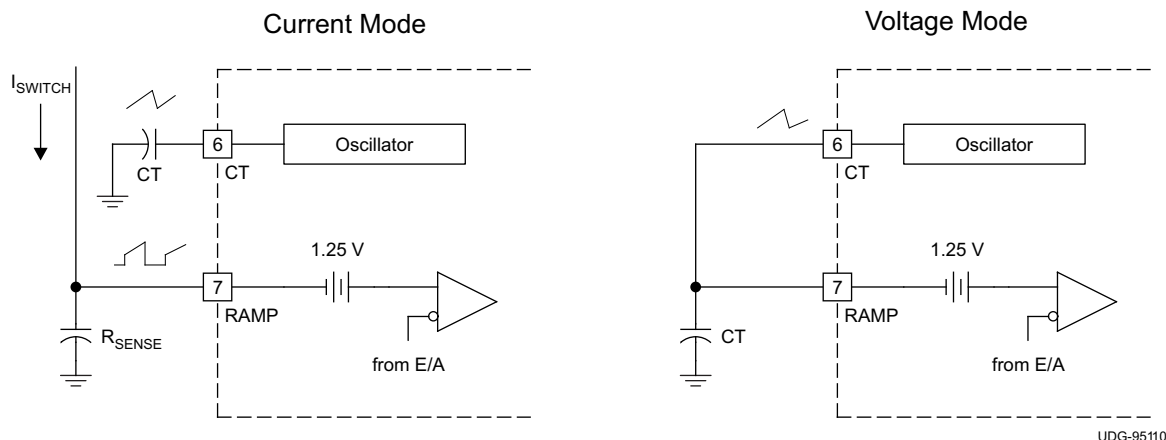 Current Mode
I_SWITCH
CT
6
CT
Oscillator
1.25 V
7
RAMP
R_SENSE
from E/A
Voltage Mode
6
CT
Oscillator
1.25 V
7
RAMP
CT
from E/A
UDG-95110